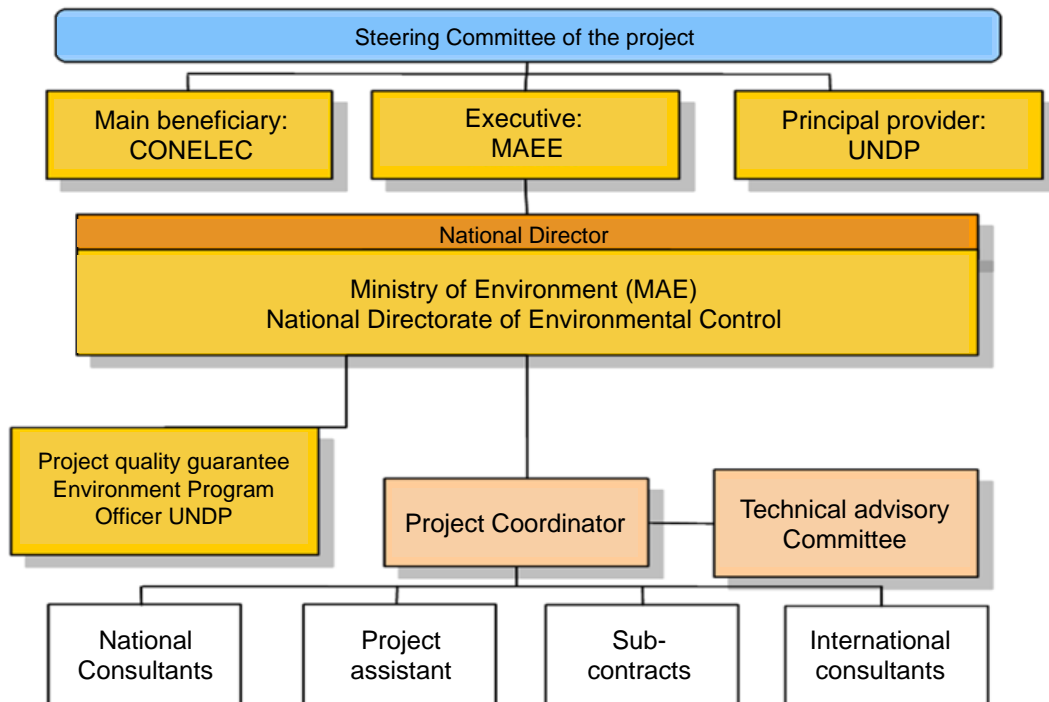 Steering Committee of the project
Main beneficiary:
CONELEC
Executive:
MAEE
Principal provider:
UNDP
National Director
Ministry of Environment (MAE)
National Directorate of Environmental Control
Project quality guarantee
Environment Program
Officer UNDP
Project Coordinator
Technical advisory
Committee
National
Consultants
Project
assistant
Sub-
contracts
International
consultants